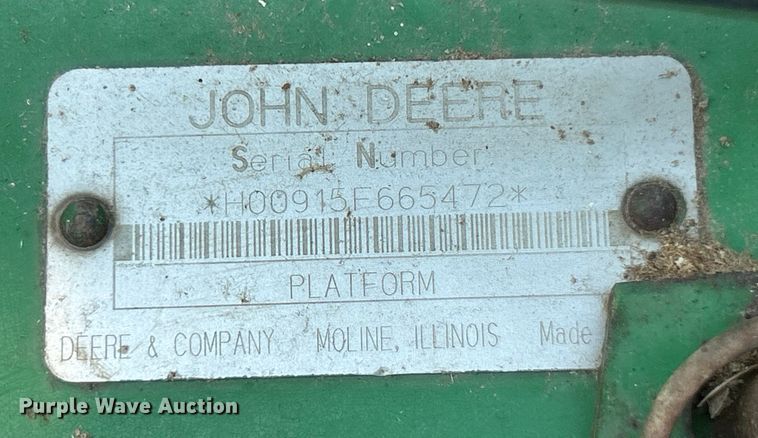 JOHN DEERE
Serial Number
*H00915F665472*
PLATFORM
DEERE & COMPANY MOLINE, ILLINOIS Made
Purple Wave Auction